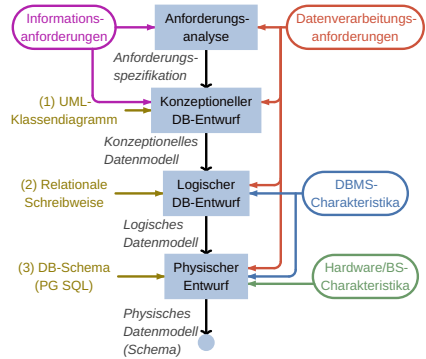 Informations-
anforderungen
Anforderungs-
analyse
Datenverarbeitungs-
anforderungen
Anforderungs-
spezifikation
(1) UML-
Klassendiagramm
Konzeptioneller
DB-Entwurf
Konzeptionelles
Datenmodell
(2) Relationale
Schreibweise
Logischer
DB-Entwurf
DBMS-
Charakteristika
Logisches
Datenmodell
(3) DB-Schema
(PG SQL)
Physischer
Entwurf
Hardware/BS-
Charakteristika
Physisches
Datenmodell
(Schema)